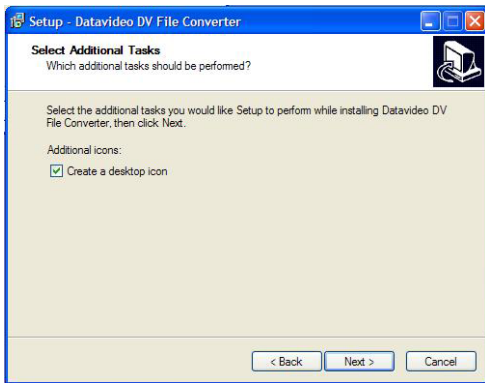 Setup - Datavideo DV File Converter
Select Additional Tasks
Which additional tasks should be performed?
Select the additional tasks you would like Setup to perform while installing Datavideo DV
File Converter, then click Next.
Additional icons:
Create a desktop icon
< Back Next > Cancel